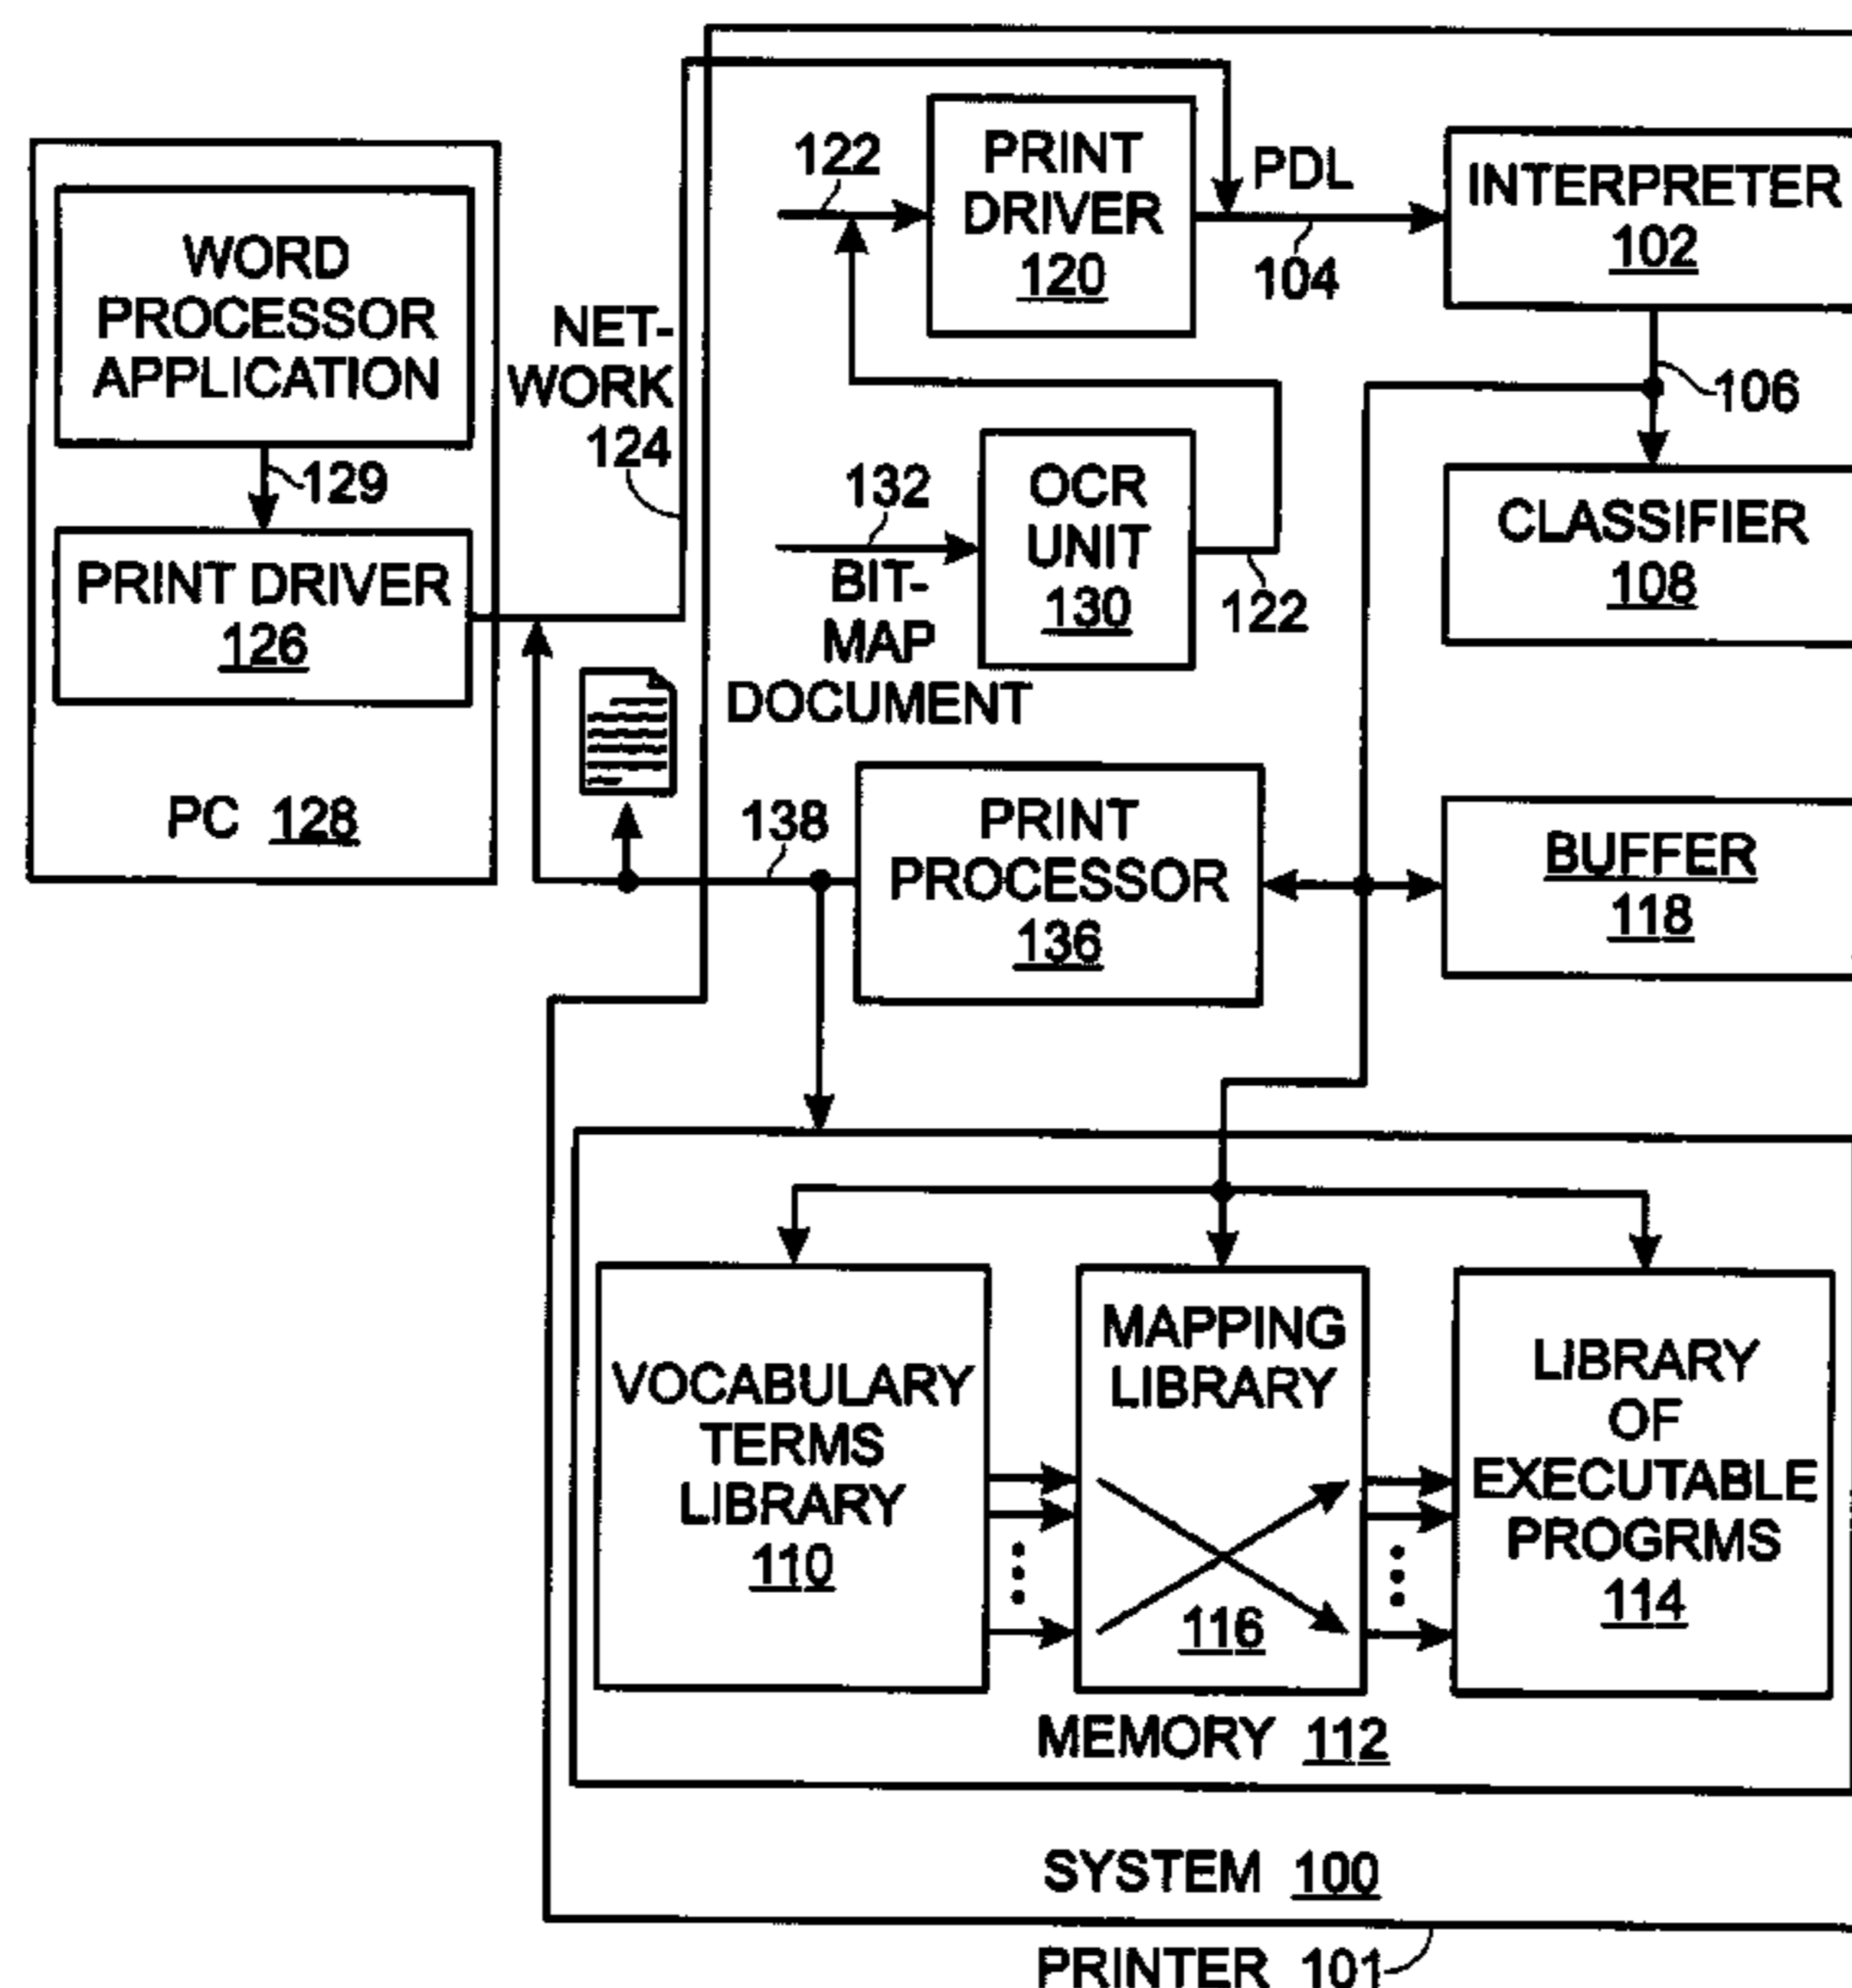 WORD
PROCESSOR
APPLICATION
129
PRINT DRIVER
126
PC 128
NET-
WORK
124
122
PRINT
DRIVER
120
PDL
104
INTERPRETER
102
106
132
BIT-
MAP
DOCUMENT
OCR
UNIT
130
122
CLASSIFIER
108
138
PRINT
PROCESSOR
136
BUFFER
118
VOCABULARY
TERMS
LIBRARY
110
MAPPING
LIBRARY
116
LIBRARY
OF
EXECUTABLE
PROGRMS
114
MEMORY 112
SYSTEM 100
PRINTER 101